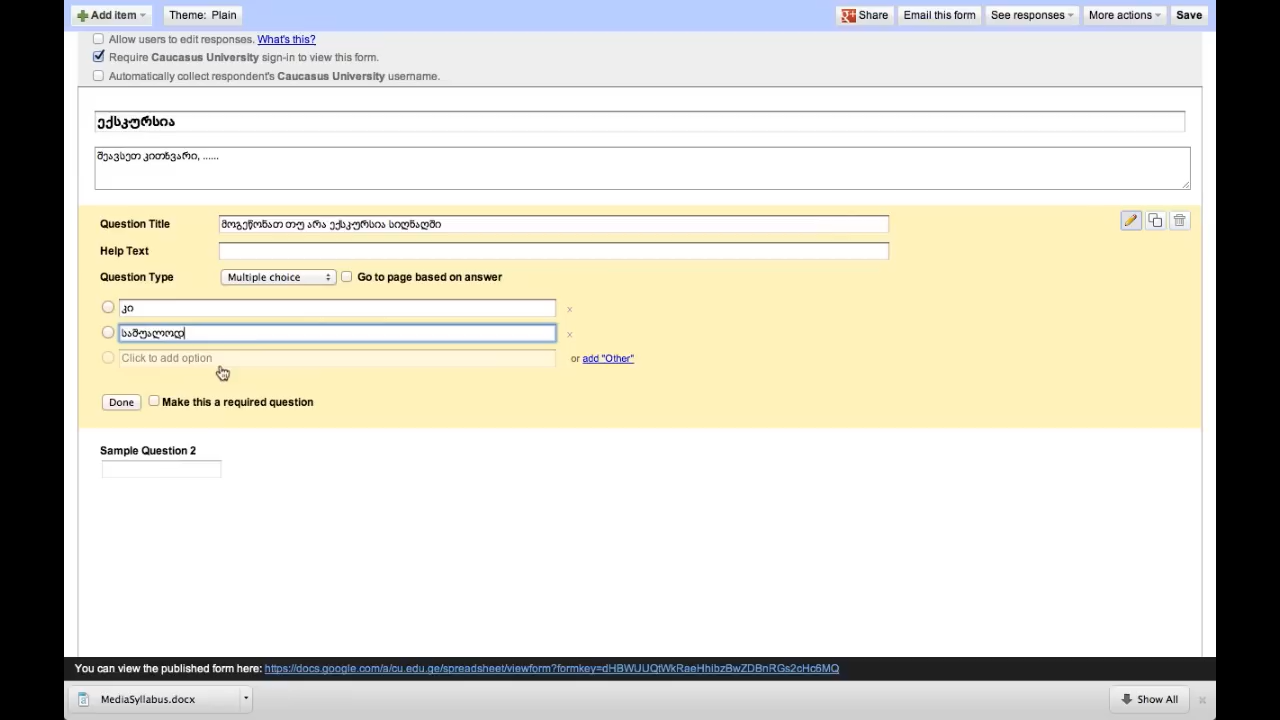 Add item
Theme: Plain
Share
Email this form
See responses
More actions
Save
Allow users to edit responses. What's this?
Require Caucasus University sign-in to view this form.
Automatically collect respondent's Caucasus University username.
ექსკურსია
შეავსეთ კითხვარი, ......
Question Title
მოგეწონათ თუ არა ექსკურსია სიღნაღში
Help Text
Question Type
Multiple choice
Go to page based on answer
კი
x
საშუალოდ
x
Click to add option
or add "Other"
Done
Make this a required question
Sample Question 2
You can view the published form here: https://docs.google.com/a/cu.edu.ge/spreadsheet/viewform?formkey=dHBWUUQtWkRaeHhibzBwZDBnRGs2cHc6MQ
MediaSyllabus.docx
Show All
x